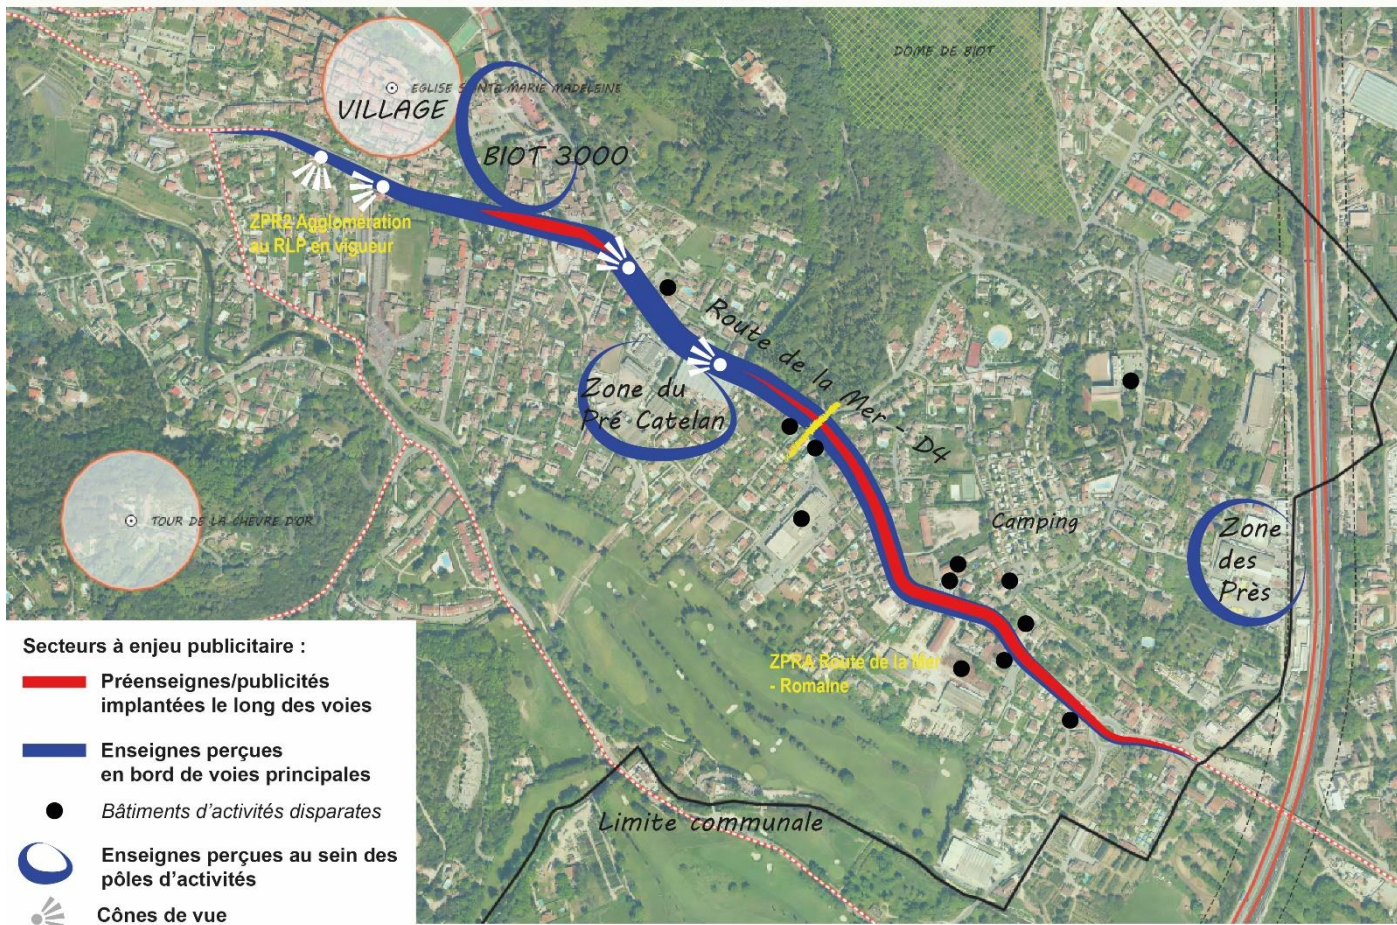 DOME DE BIOT
EGLISE SAINTE MARIE MADELEINE
VILLAGE
BIOT 3000
ZPR2 Agglomération
au RLP en vigueur
Route de la Mer - D4
Zone du
Pré Catelan
TOUR DE LA CHÈVRE D'OR
Camping
Zone
des
Près
ZPRA Route de la Mer
- Romaine
Limite communale
Secteurs à enjeu publicitaire :
Préenseignes/publicités
implantées le long des voies
Enseignes perçues
en bord de voies principales
Bâtiments d'activités disparates
Enseignes perçues au sein des
pôles d'activités
Cônes de vue